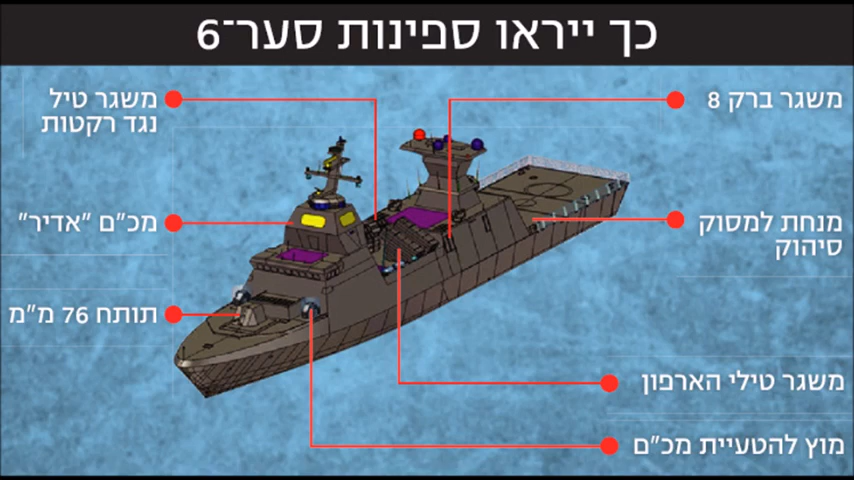 כך ייראו ספינות סער־6
משגר ברק 8
משגר טיל
נגד רקטות
מנחת למסוק
סיהוק
מכ"ם "אדיר"
תותח 76 מ"מ
משגר טילי הארפון
מוץ להטעיית מכ"ם